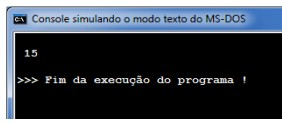 Console simulando o modo texto do MS-DOS
15
>>> Fim da execução do programa !